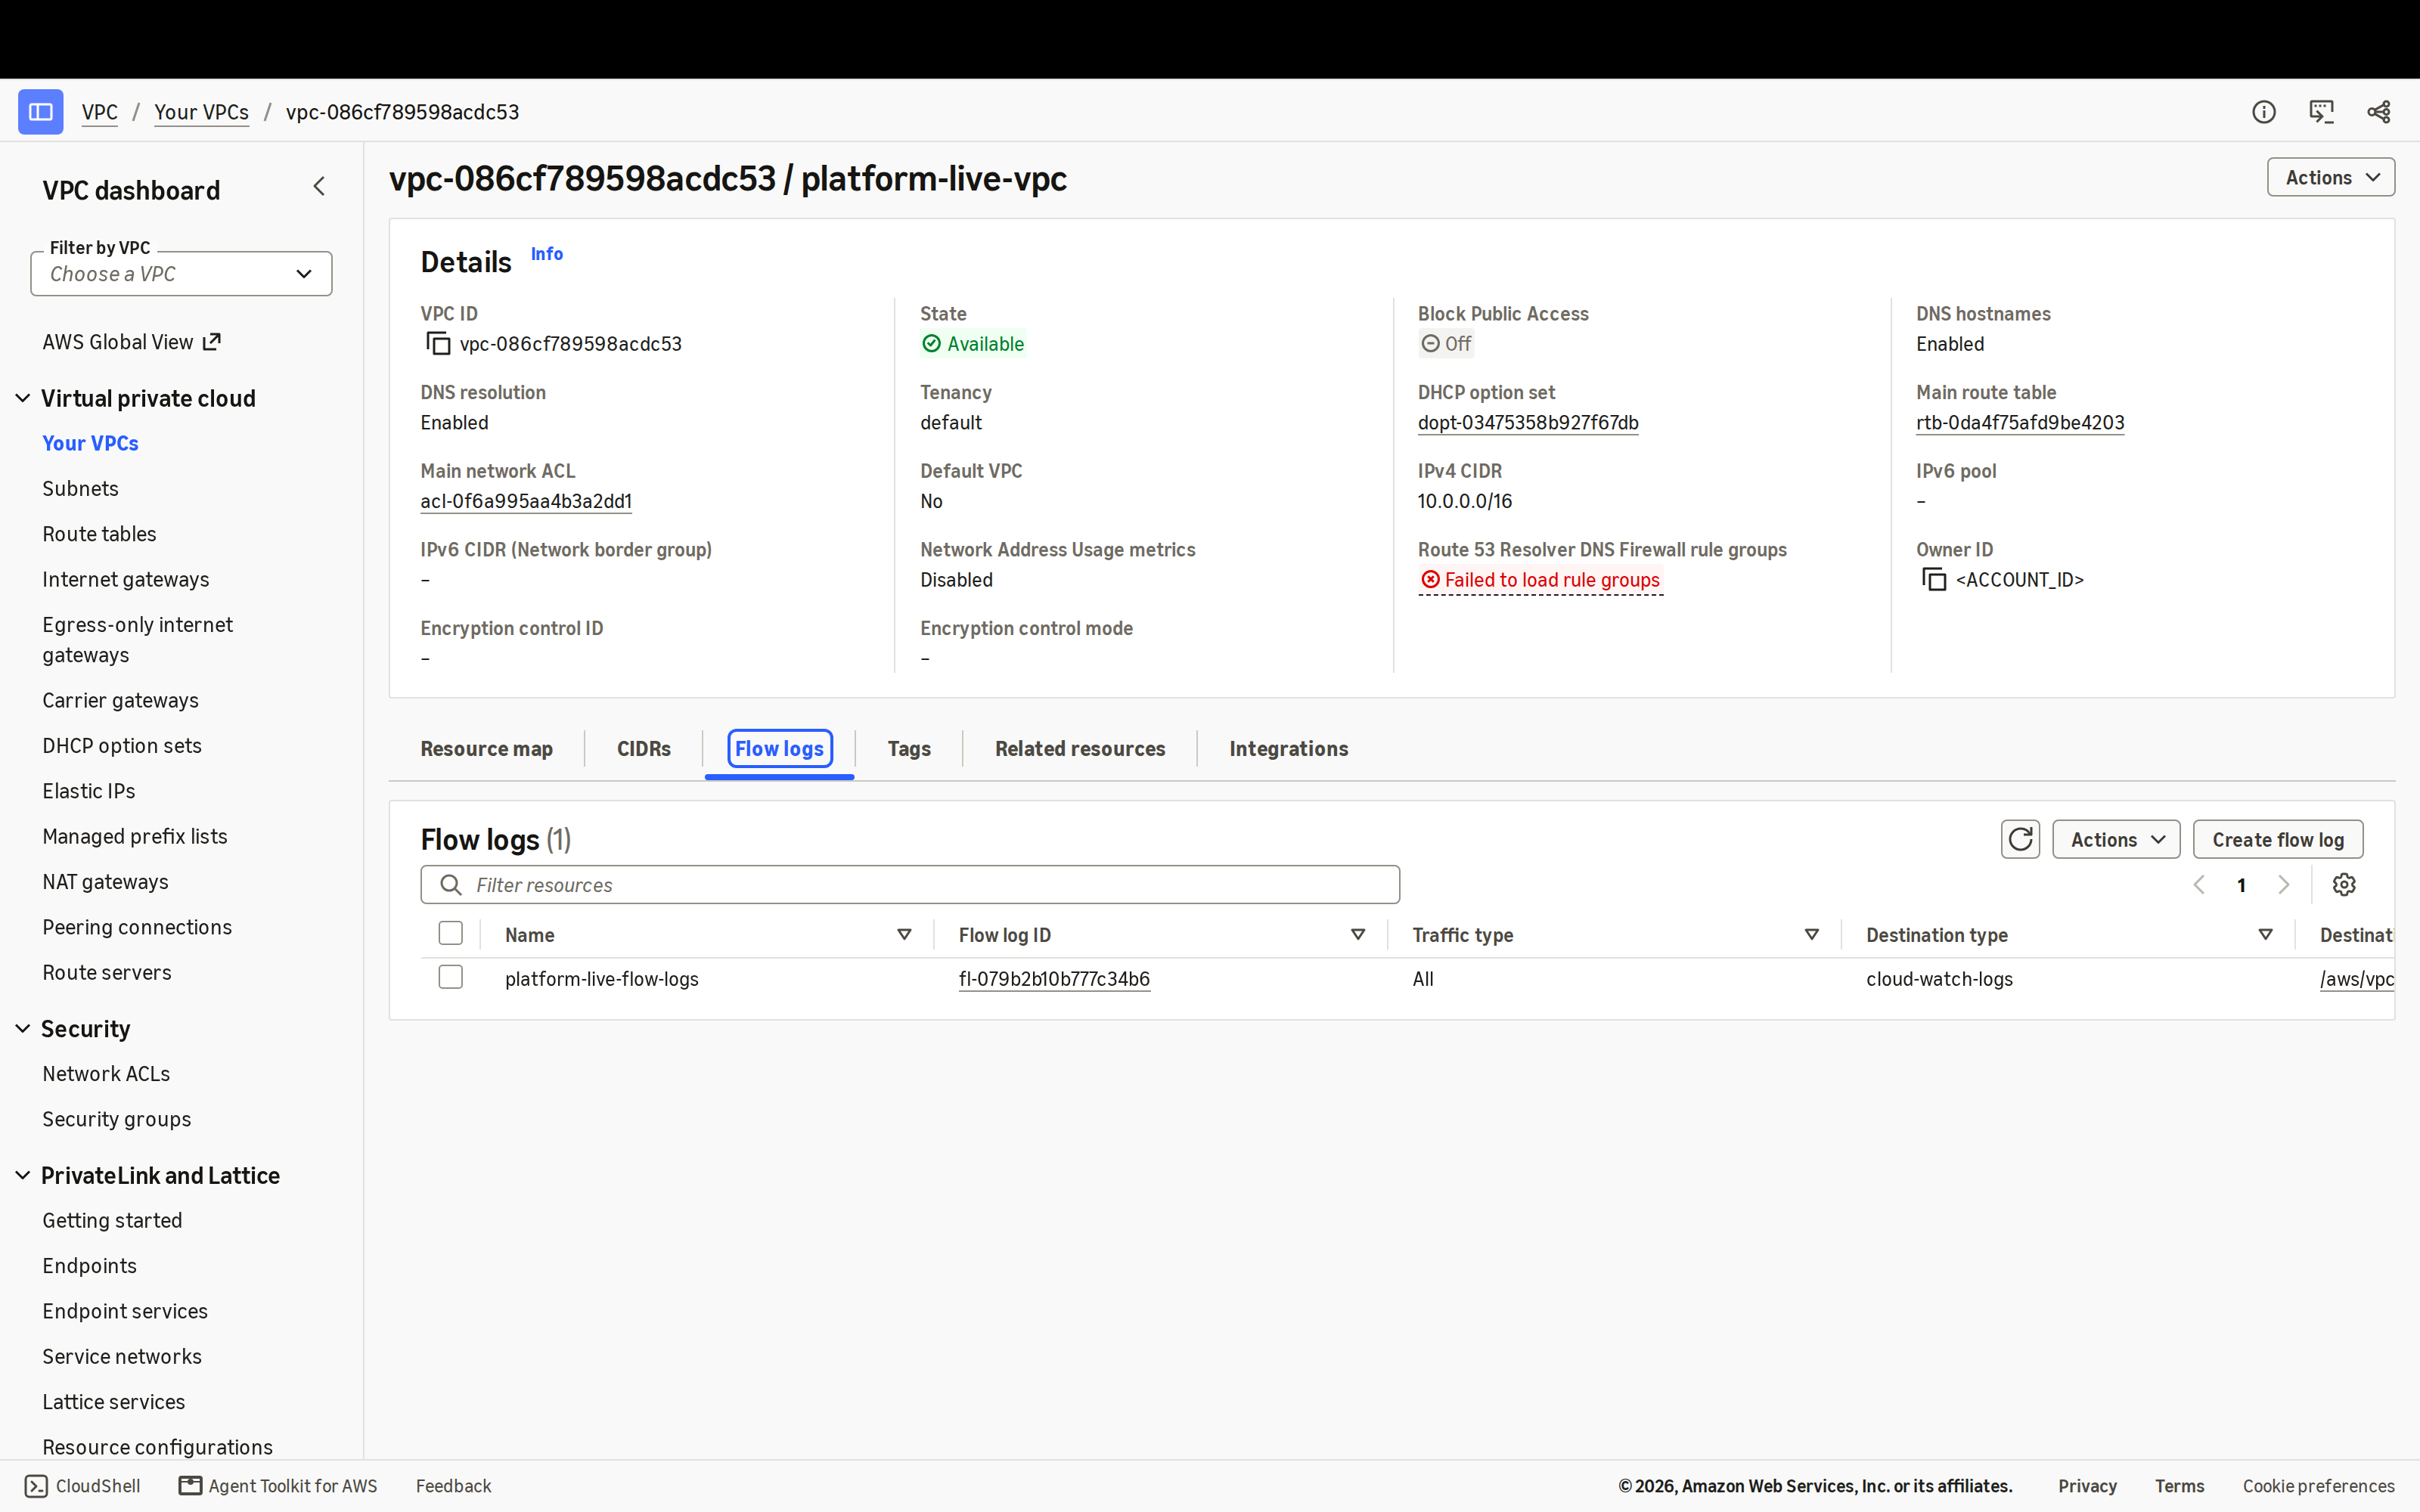 VPC / Your VPCs / vpc-086cf789598acdc53
VPC dashboard
Filter by VPC
Choose a VPC
AWS Global View
Virtual private cloud
Your VPCs
Subnets
Route tables
Internet gateways
Egress-only internet
gateways
Carrier gateways
DHCP option sets
Elastic IPs
Managed prefix lists
NAT gateways
Peering connections
Route servers
Security
Network ACLs
Security groups
PrivateLink and Lattice
Getting started
Endpoints
Endpoint services
Service networks
Lattice services
Resource configurations
vpc-086cf789598acdc53 / platform-live-vpc
Actions
Details Info
VPC ID
vpc-086cf789598acdc53
State
Available
Block Public Access
Off
DNS hostnames
Enabled
DNS resolution
Enabled
Tenancy
default
DHCP option set
dopt-03475358b927f67db
Main route table
rtb-0da4f75afd9be4203
Main network ACL
acl-0f6a995aa4b3a2dd1
Default VPC
No
IPv4 CIDR
10.0.0.0/16
IPv6 pool
–
IPv6 CIDR (Network border group)
–
Network Address Usage metrics
Disabled
Route 53 Resolver DNS Firewall rule groups
Failed to load rule groups
Owner ID
<ACCOUNT_ID>
Encryption control ID
–
Encryption control mode
–
Resource map CIDRs Flow logs Tags Related resources Integrations
Flow logs (1)
Actions Create flow log
Filter resources
1
Name Flow log ID Traffic type Destination type Destinat
platform-live-flow-logs fl-079b2b10b777c34b6 All cloud-watch-logs /aws/vpc
CloudShell Agent Toolkit for AWS Feedback © 2026, Amazon Web Services, Inc. or its affiliates. Privacy Terms Cookie preferences